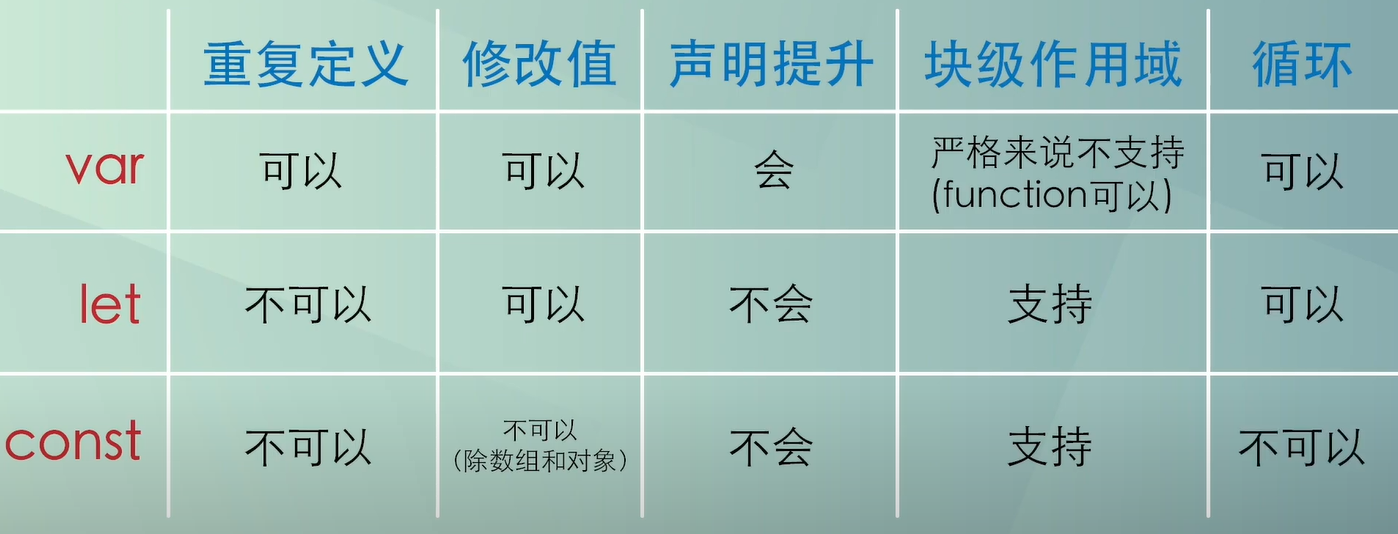 重复定义 修改值 声明提升 块级作用域 循环
var 可以 可以 会 严格来说不支持 可以
(function可以)
let 不可以 可以 不会 支持 可以
const 不可以 不可以 不会 支持 不可以
（除数组和对象）